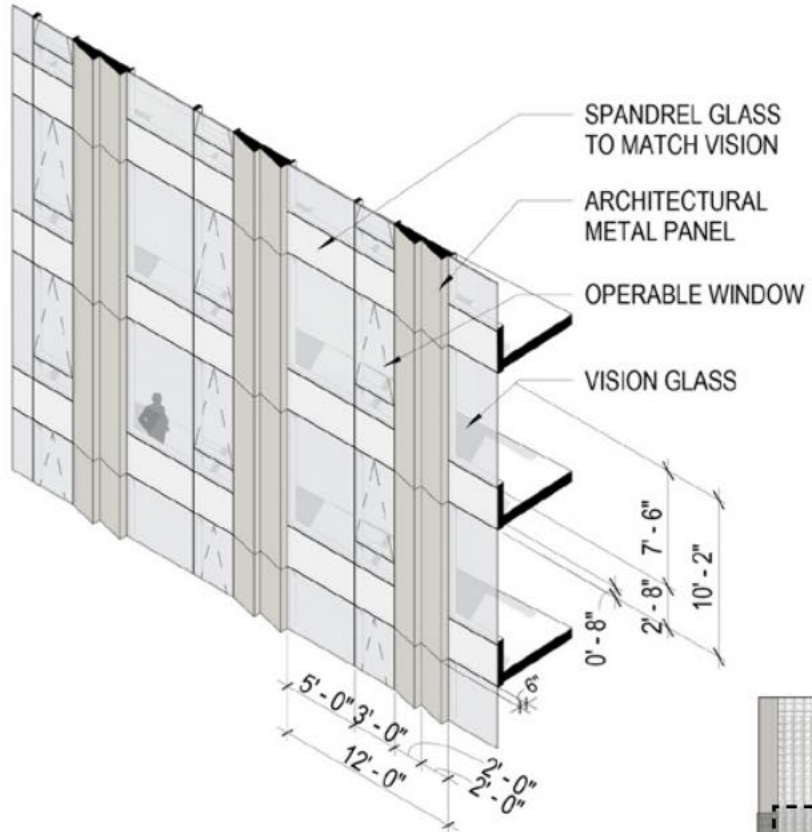 SPANDREL GLASS
TO MATCH VISION
ARCHITECTURAL
METAL PANEL
OPERABLE WINDOW
VISION GLASS
7' - 6"
10' - 2"
2' - 8"
0' - 8"
6"
5' - 0"
3' - 0"
2' - 0"
2' - 0"
12' - 0"